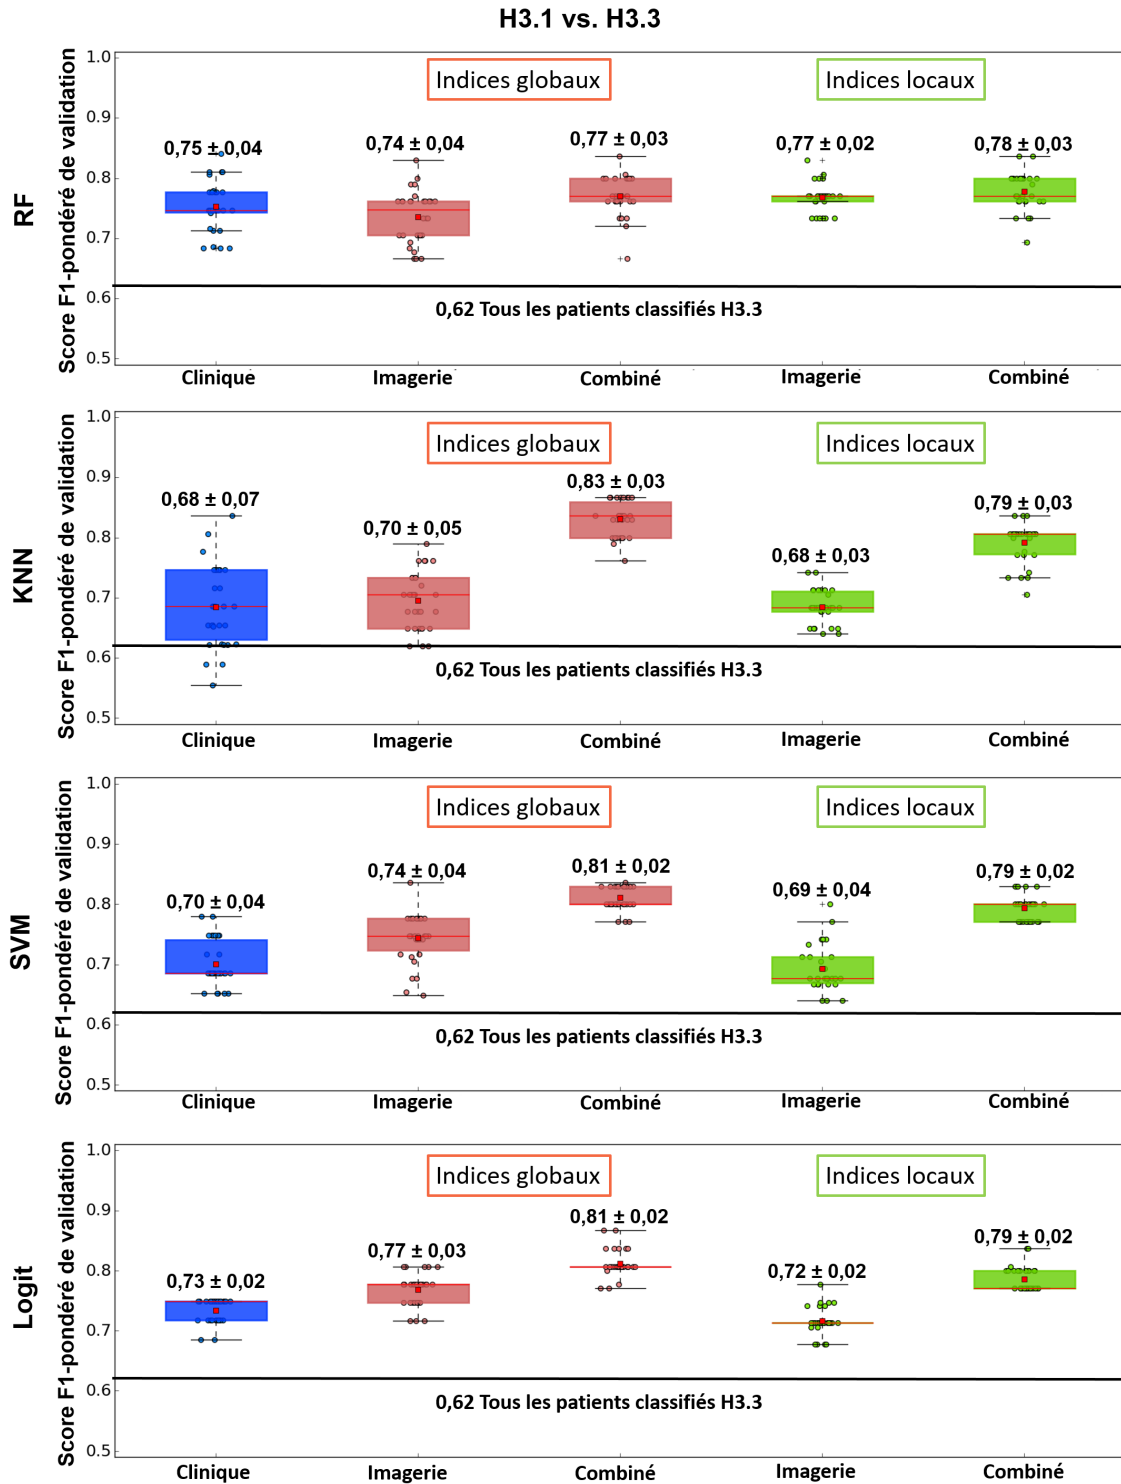 H3.1 vs. H3.3
RF
Score F1-pondéré de validation
1.0
0.9
0.8
0.7
0.6
0.5
Indices globaux
Indices locaux
0,75 ± 0,04
0,74 ± 0,04
0,77 ± 0,03
0,77 ± 0,02
0,78 ± 0,03
0,62 Tous les patients classifiés H3.3
Clinique
Imagerie
Combiné
Imagerie
Combiné
KNN
Score F1-pondéré de validation
1.0
0.9
0.8
0.7
0.6
0.5
Indices globaux
Indices locaux
0,68 ± 0,07
0,70 ± 0,05
0,83 ± 0,03
0,68 ± 0,03
0,79 ± 0,03
0,62 Tous les patients classifiés H3.3
Clinique
Imagerie
Combiné
Imagerie
Combiné
SVM
Score F1-pondéré de validation
1.0
0.9
0.8
0.7
0.6
0.5
Indices globaux
Indices locaux
0,70 ± 0,04
0,74 ± 0,04
0,81 ± 0,02
0,69 ± 0,04
0,79 ± 0,02
0,62 Tous les patients classifiés H3.3
Clinique
Imagerie
Combiné
Imagerie
Combiné
Logit
Score F1-pondéré de validation
1.0
0.9
0.8
0.7
0.6
0.5
Indices globaux
Indices locaux
0,73 ± 0,02
0,77 ± 0,03
0,81 ± 0,02
0,72 ± 0,02
0,79 ± 0,02
0,62 Tous les patients classifiés H3.3
Clinique
Imagerie
Combiné
Imagerie
Combiné